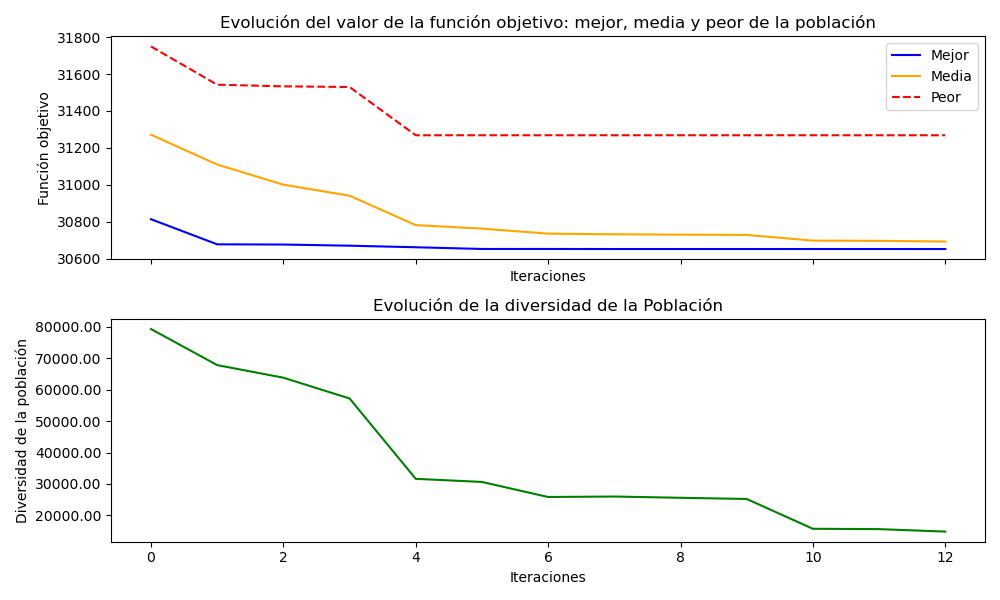 Evolución del valor de la función objetivo: mejor, media y peor de la población
31800
31600
31400
31200
31000
30800
30600
Función objetivo
Mejor
Media
Peor
Iteraciones
Evolución de la diversidad de la Población
80000.00
70000.00
60000.00
50000.00
40000.00
30000.00
20000.00
Diversidad de la población
0 2 4 6 8 10 12
Iteraciones